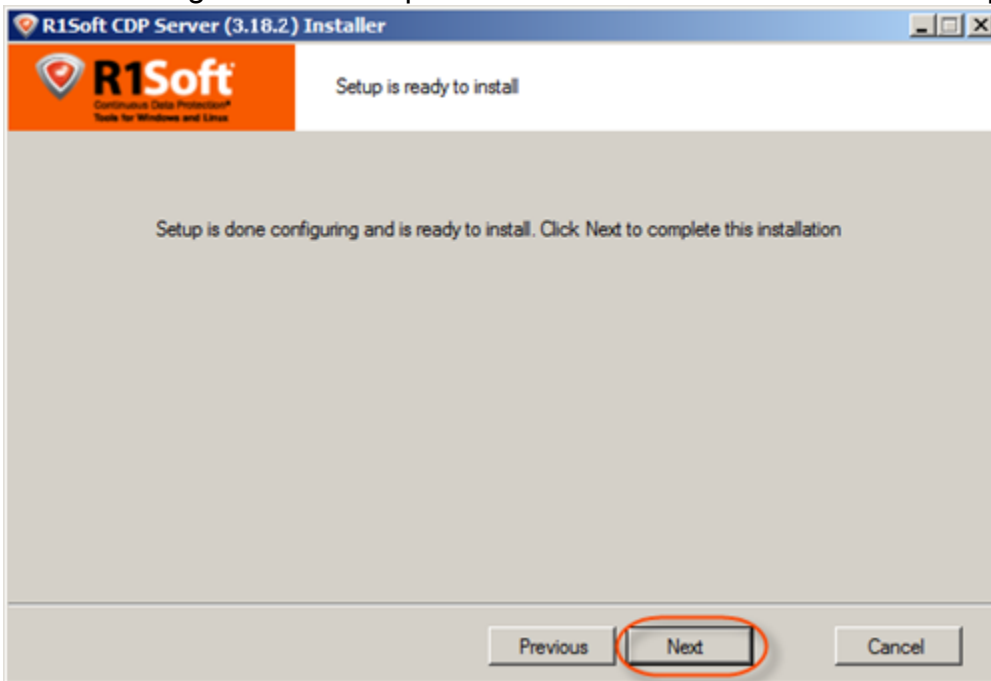 R1Soft CDP Server (3.18.2) Installer
R1Soft
Continuous Data Protection®
Tools for Windows and Linux
Setup is ready to install
Setup is done configuring and is ready to install. Click Next to complete this installation
Previous
Next
Cancel